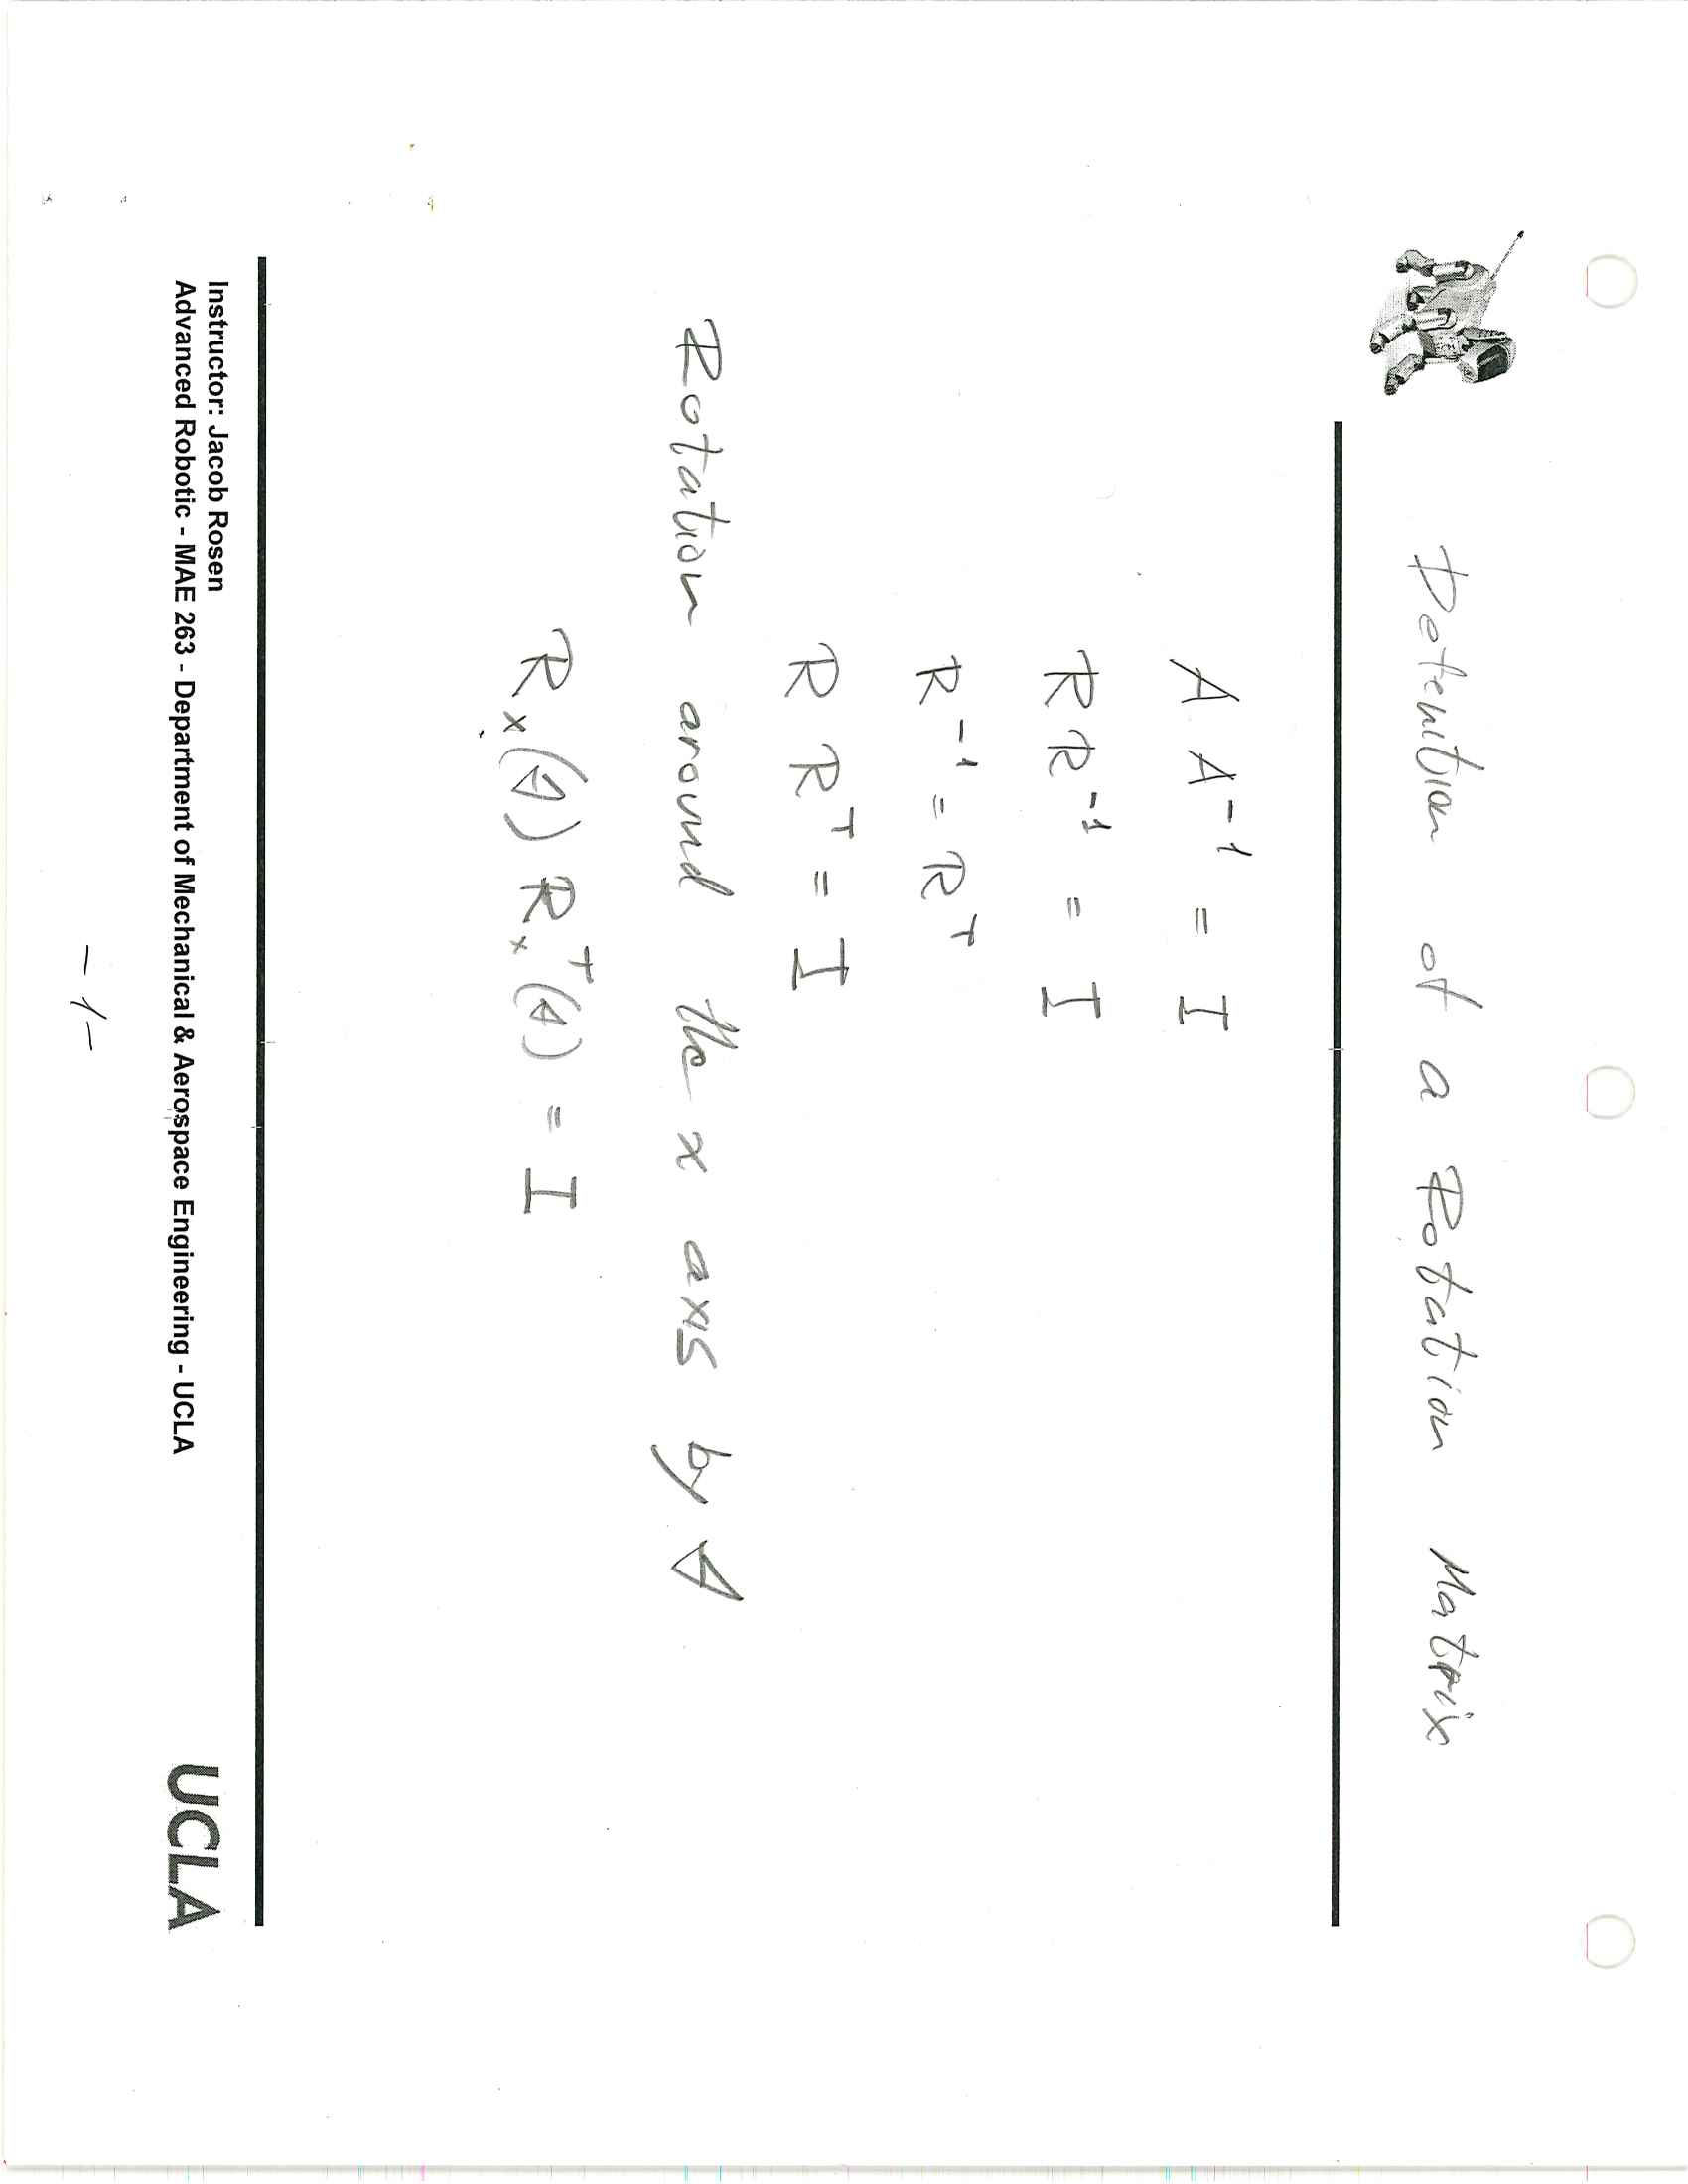 Definition of a Rotation Matrix
A A⁻¹ = I
R R⁻¹ = I
R⁻¹ = Rᵀ
R Rᵀ = I
Rotation around the x axis by ∀
Rₓ(∀) Rₓᵀ(∀) = I
Instructor: Jacob Rosen
Advanced Robotic - MAE 263 - Department of Mechanical & Aerospace Engineering - UCLA
UCLA
- 1 -